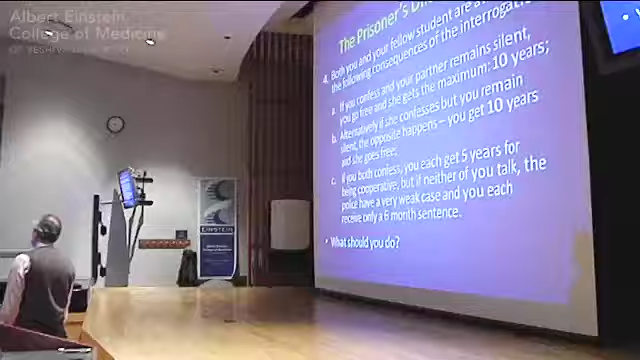 Albert Einstein
College of Medicine
OF YESHIVA UNIVERSITY
The Prisoner's
4. Both you and your fellow student are
the following consequences of the interrogation
a. If you confess and your partner remains silent,
you go free and she gets the maximum: 10 years;
b. Alternatively if she confesses but you remain
silent, the opposite happens – you get 10 years
and she goes free;
c. If you both confess, you each get 5 years for
being cooperative, but if neither of you talk, the
police have a very weak case and you each
receive only a 6 month sentence.
• What should you do?
EINSTEIN